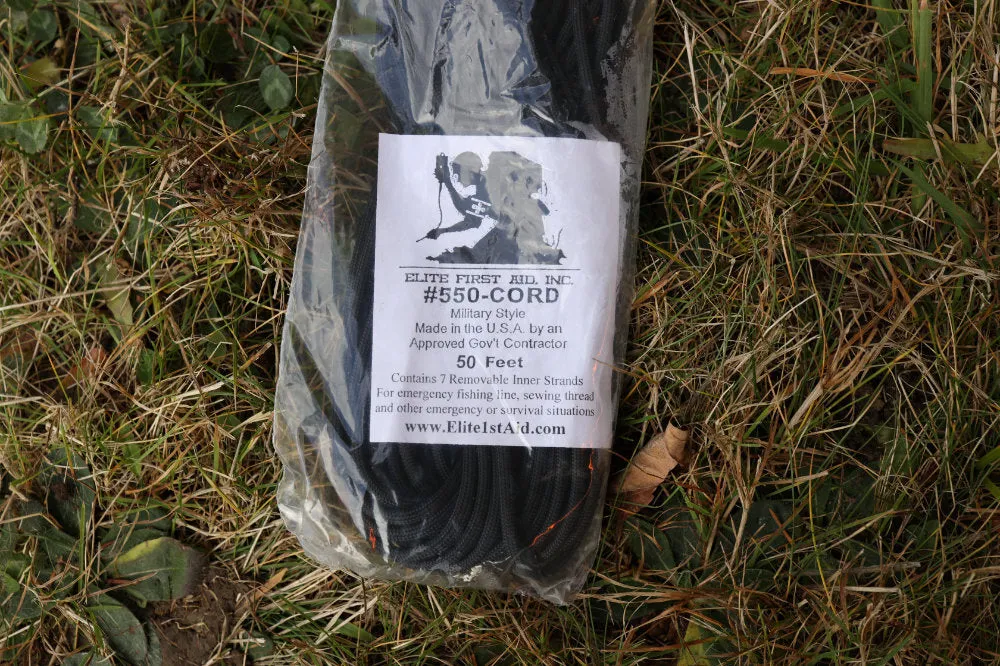 ELITE FIRST AID, INC.
#550-CORD
Military Style
Made in the U.S.A. by an
Approved Gov't Contractor
50 Feet
Contains 7 Removable Inner Strands
For emergency fishing line, sewing thread
and other emergency or survival situations
www.Elite1stAid.com